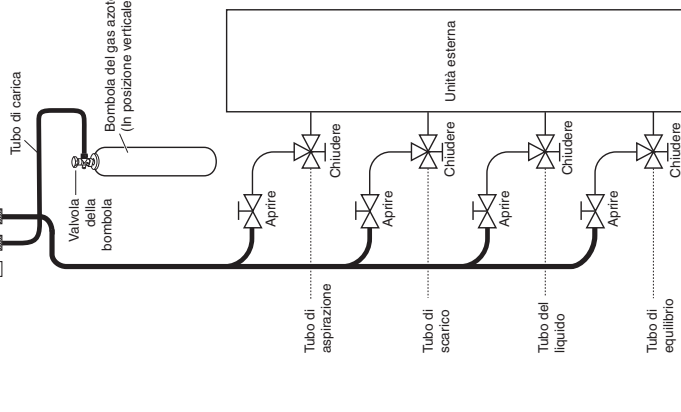 Tubo di carica
Bombola del gas azoto
(In posizione verticale
Valvola
della
bombola
Unità esterna
Chiudere
Chiudere
Chiudere
Chiudere
Aprire
Aprire
Aprire
Aprire
Tubo di
aspirazione
Tubo di
scarico
Tubo del
liquido
Tubo di
equilibrio